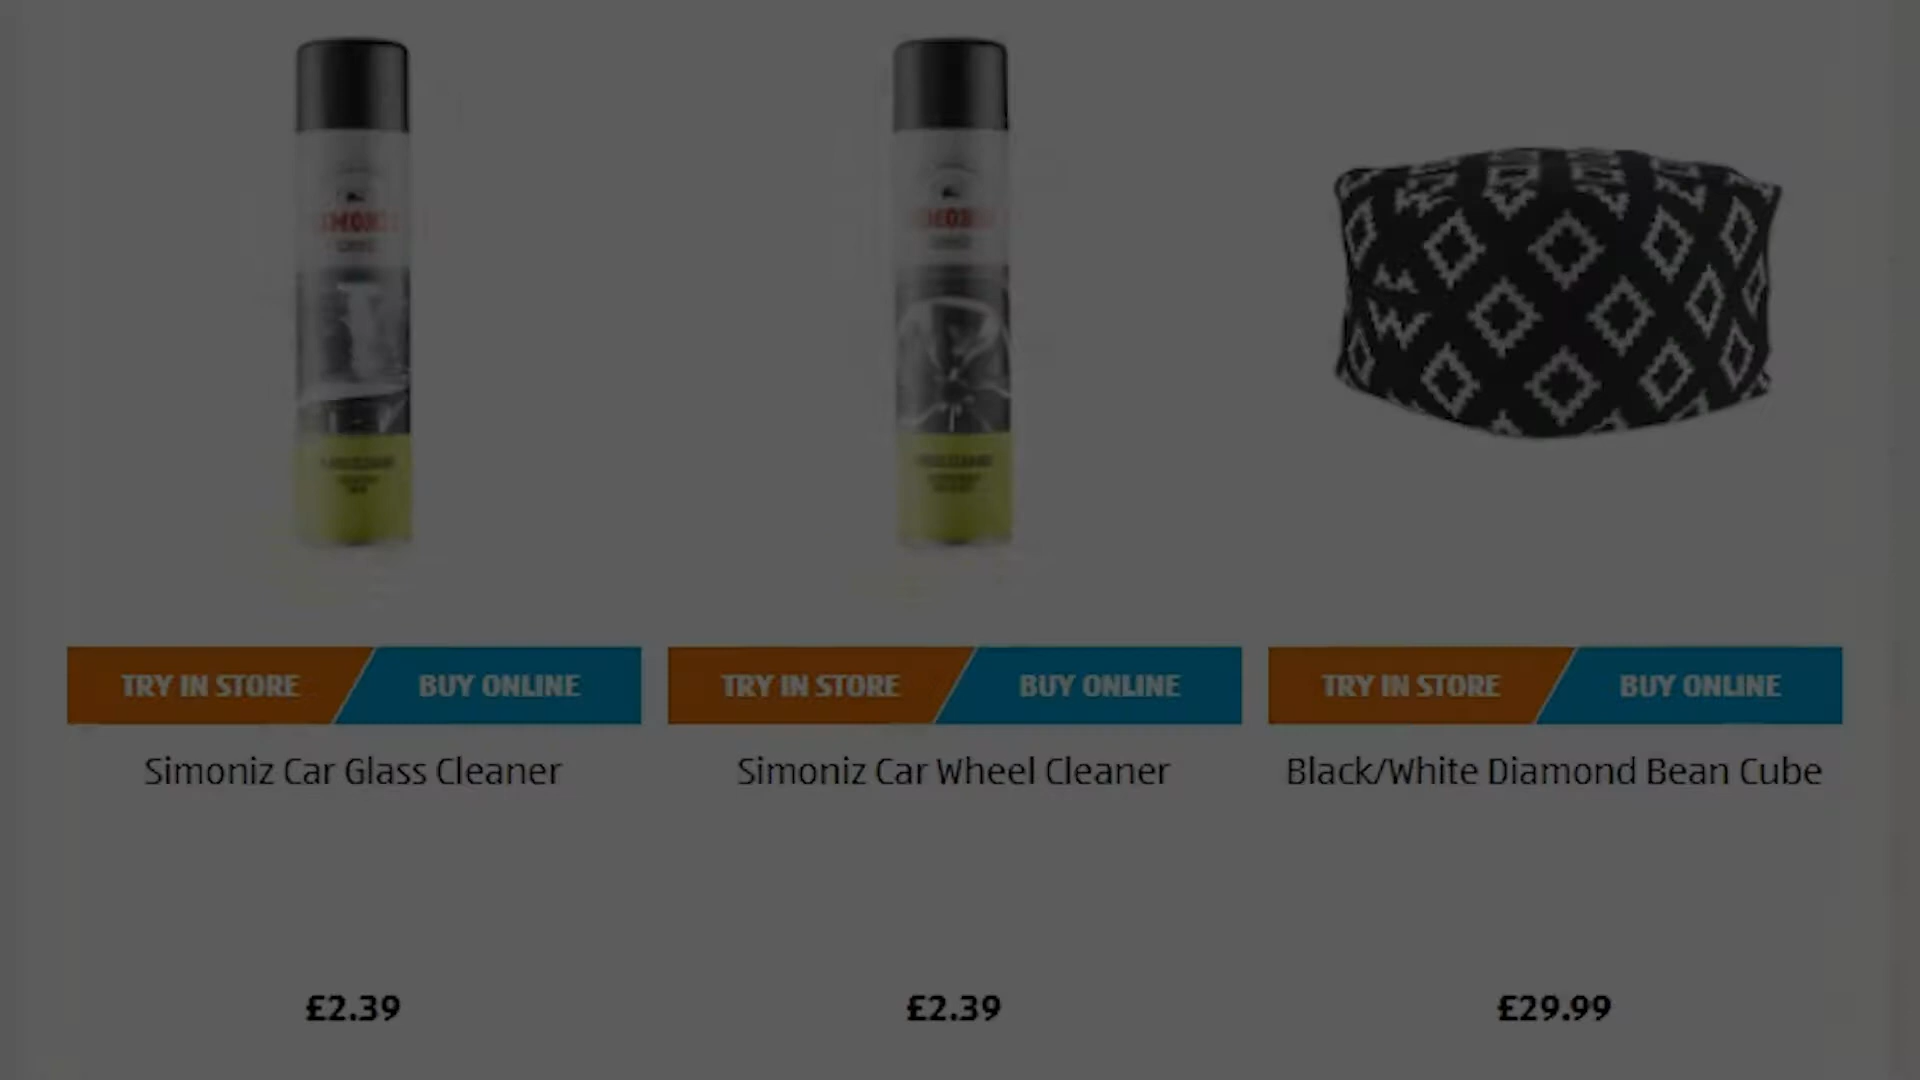 TRY IN STORE BUY ONLINE
TRY IN STORE BUY ONLINE
TRY IN STORE BUY ONLINE
Simoniz Car Glass Cleaner
Simoniz Car Wheel Cleaner
Black/White Diamond Bean Cube
£2.39
£2.39
£29.99